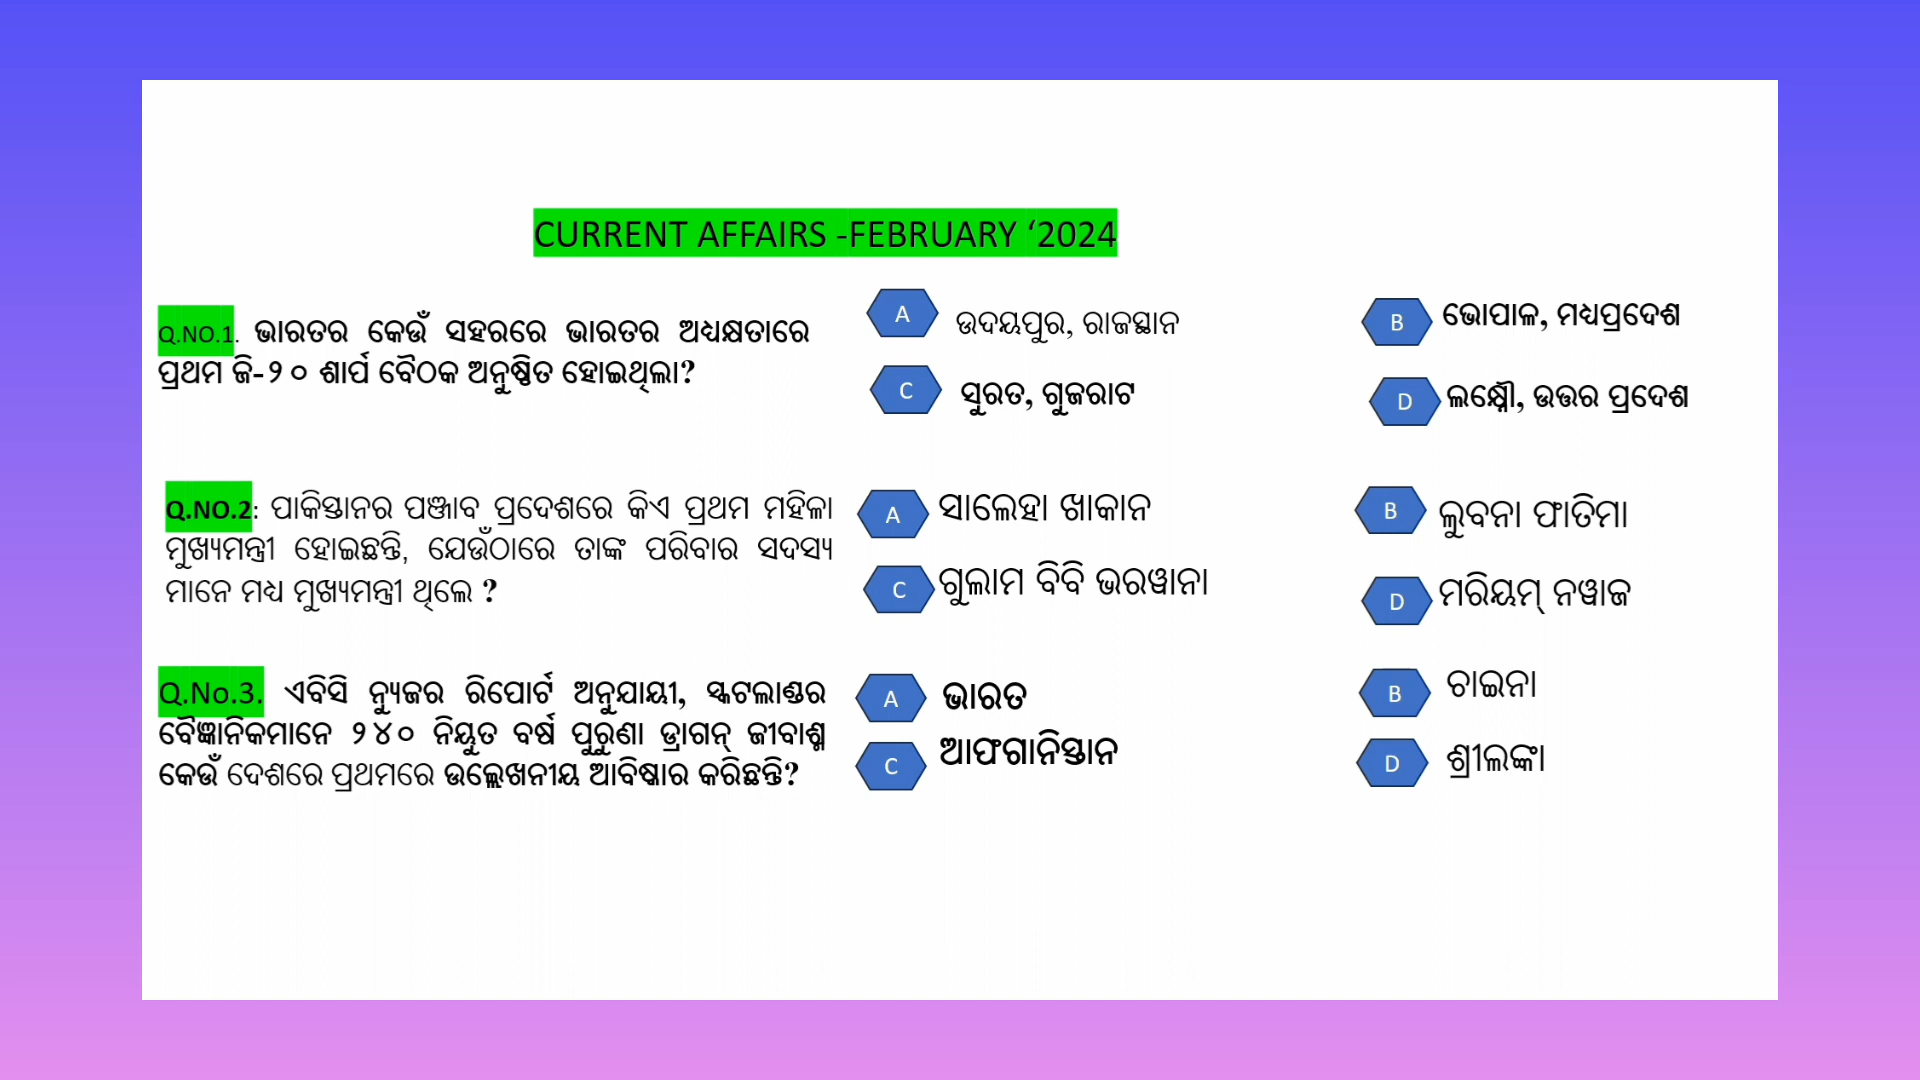 CURRENT AFFAIRS -FEBRUARY ‘2024
Q.NO.1. ଭାରତର କେଉଁ ସହରରେ ଭାରତର ଅଧ୍ୟକ୍ଷତାରେ
ପ୍ରଥମ ଜି-୨୦ ଶାର୍ପା ବୈଠକ ଅନୁଷ୍ଠିତ ହୋଇଥିଲା?
A ଉଦୟପୁର, ରାଜସ୍ଥାନ
B ଭୋପାଳ, ମଧ୍ୟପ୍ରଦେଶ
C ସୁରତ, ଗୁଜରାଟ
D ଲକ୍ଷ୍ନୌ, ଉତ୍ତର ପ୍ରଦେଶ
Q.NO.2: ପାକିସ୍ତାନର ପଞ୍ଜାବ ପ୍ରଦେଶରେ କିଏ ପ୍ରଥମ ମହିଳା
ମୁଖ୍ୟମନ୍ତ୍ରୀ ହୋଇଛନ୍ତି, ଯେଉଁଠାରେ ତାଙ୍କ ପରିବାର ସଦସ୍ୟ
ମାନେ ମଧ୍ୟ ମୁଖ୍ୟମନ୍ତ୍ରୀ ଥିଲେ ?
A ସାଲେହା ଖାକାନ
B ଲୁବନା ଫାତିମା
C ଗୁଲାମ ବିବି ଭରୱାନା
D ମରିୟମ୍ ନୱାଜ
Q.No.3. ଏବିସି ନ୍ୟୁଜର ରିପୋର୍ଟ ଅନୁଯାୟୀ, ସ୍କଟଲାଣ୍ଡର
ବୈଜ୍ଞାନିକମାନେ ୨୪୦ ନିୟୁତ ବର୍ଷ ପୁରୁଣା ଡ୍ରାଗନ୍ ଜୀବାଶ୍ମ
କେଉଁ ଦେଶରେ ପ୍ରଥମରେ ଉଲ୍ଲେଖନୀୟ ଆବିଷ୍କାର କରିଛନ୍ତି?
A ଭାରତ
B ଚାଇନା
C ଆଫଗାନିସ୍ତାନ
D ଶ୍ରୀଲଙ୍କା